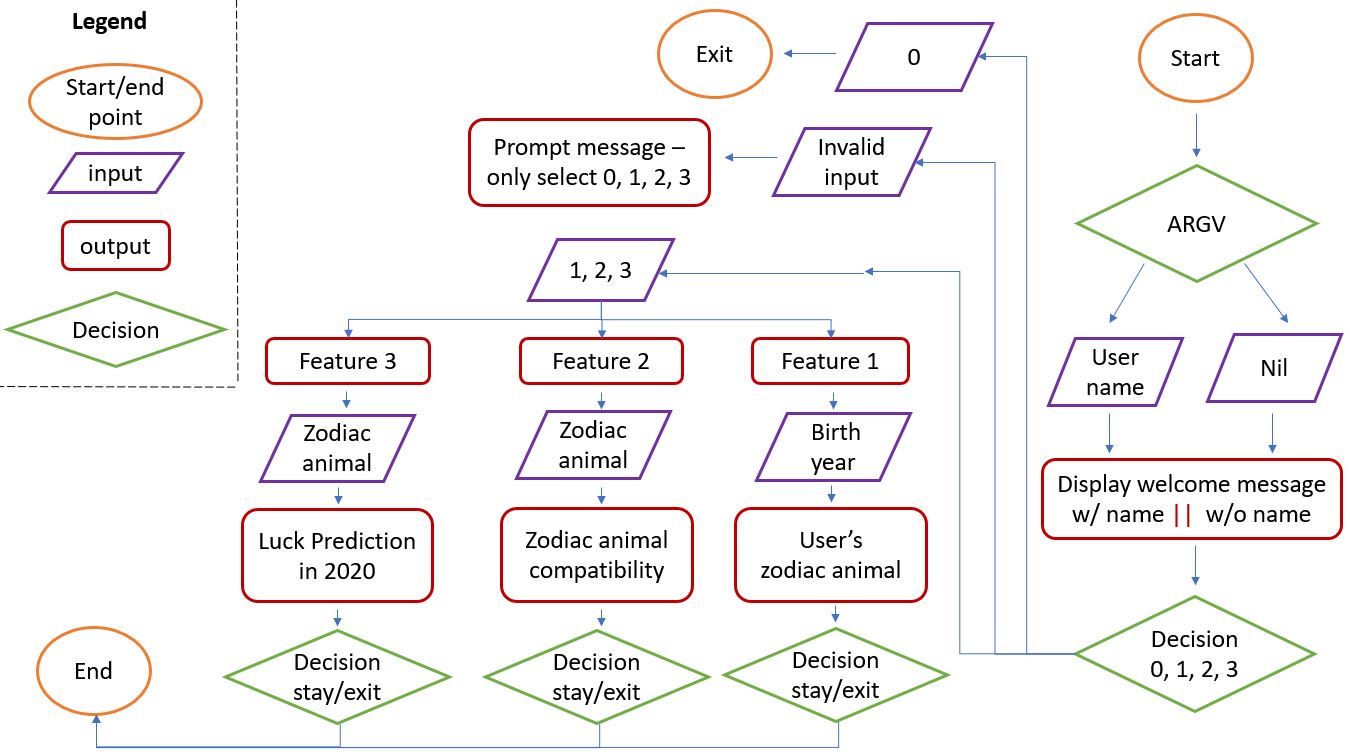 Legend
Start/end
point
input
output
Decision
Exit
0
Start
Prompt message –
only select 0, 1, 2, 3
Invalid
input
ARGV
1, 2, 3
User
name
Nil
Feature 3
Feature 2
Feature 1
Zodiac
animal
Zodiac
animal
Birth
year
Display welcome message
w/ name || w/o name
Luck Prediction
in 2020
Zodiac animal
compatibility
User’s
zodiac animal
Decision
0, 1, 2, 3
End
Decision
stay/exit
Decision
stay/exit
Decision
stay/exit